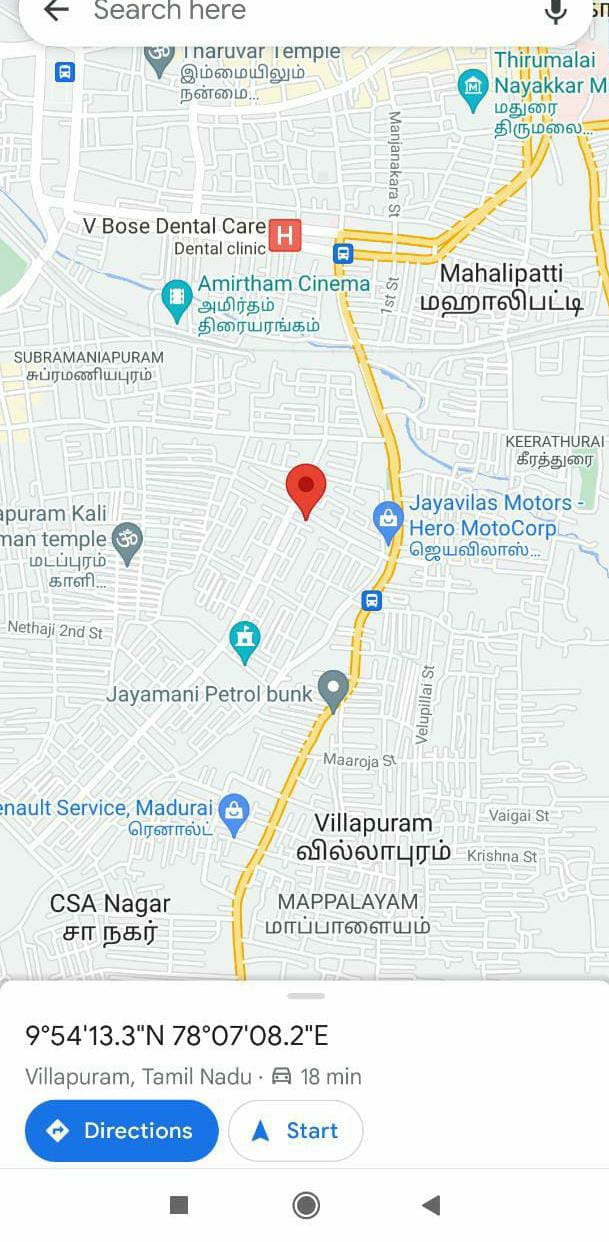 Search here
Tharuvar Temple
இம்மையிலும்
நன்மை...
Thirumalai
Nayakkar M
மதுரை
திருமலை...
Manjanakara St
V Bose Dental Care
Dental clinic
H
Mahalipatti
மஹாலிபட்டி
Amirtham Cinema
அமிர்தம்
திரையரங்கம்
1st St
SUBRAMANIAPURAM
சுப்ரமணியபுரம்
KEERATHURAI
கீரத்துரை
Jayavilas Motors -
Hero MotoCorp
ஜெயவிலாஸ்...
apuram Kali
man temple
மடப்புரம்
காளி...
Nethaji 2nd St
Jayamani Petrol bunk
Velupillai St
Maaroja St
enault Service, Madurai
ரெனால்ட்
Villapuram
வில்லாபுரம்
Vaigai St
Krishna St
CSA Nagar
சா நகர்
MAPPALAYAM
மாப்பாளையம்
9°54'13.3"N 78°07'08.2"E
Villapuram, Tamil Nadu · 18 min
Directions
Start